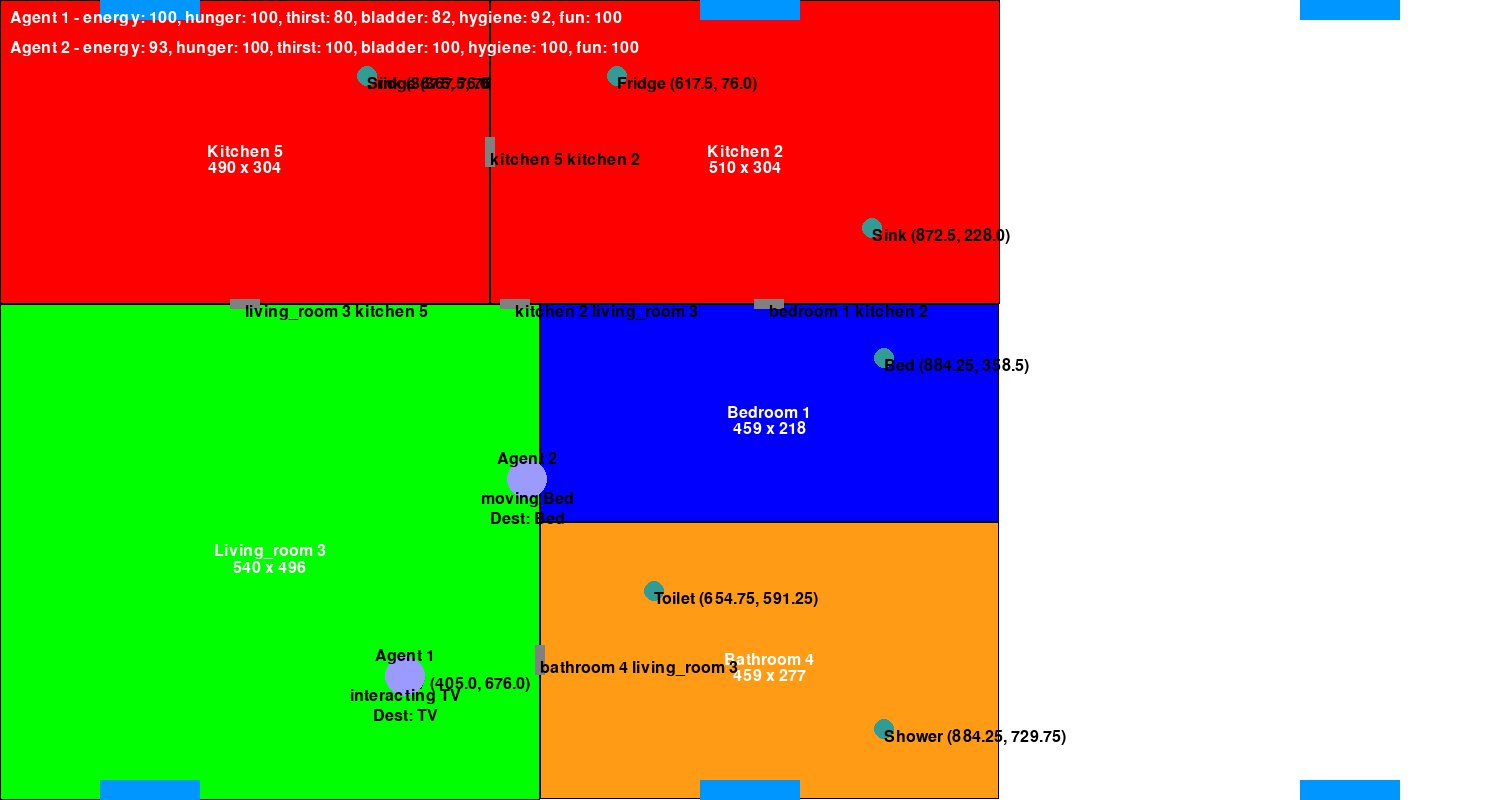 Agent 1 - energy: 100, hunger: 100, thirst: 80, bladder: 82, hygiene: 92, fun: 100
Agent 2 - energy: 93, hunger: 100, thirst: 100, bladder: 100, hygiene: 100, fun: 100
Fridge (617.5, 76.0)
Kitchen 5
490 x 304
kitchen 5 kitchen 2
Kitchen 2
510 x 304
Sink (872.5, 228.0)
living_room 3 kitchen 5
kitchen 2 living_room 3
bedroom 1 kitchen 2
Bed (884.25, 358.5)
Bedroom 1
459 x 218
Agent 2
moving Bed
Dest: Bed
Living_room 3
540 x 496
Toilet (654.75, 591.25)
Agent 1
(405.0, 676.0)
interacting TV
Dest: TV
bathroom 4 living_room 3
Bathroom 4
459 x 277
Shower (884.25, 729.75)